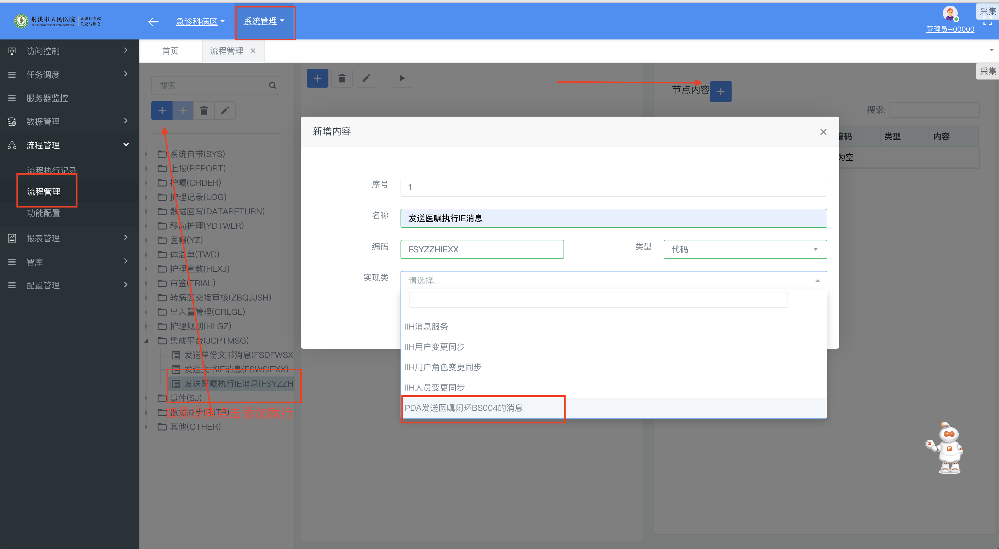 射洪市人民医院
SHEHONG PEOPLE'S HOSPITAL
真诚和奉献
关爱与服务
急诊科病区
系统管理
管理员-00000
采集
访问控制
任务调度
服务器监控
数据管理
流程管理
流程执行记录
流程管理
功能配置
报表管理
智库
配置管理
首页
流程管理
采集
搜索
系统自带(SYS)
上报(REPORT)
护嘱(ORDER)
护理记录(LOG)
数据回写(DATARETURN)
移动护理(YDTWLR)
医嘱(YZ)
体温单(TWD)
护理宣教(HLXJ)
审签(TRIAL)
转病区交接审核(ZBQJJSH)
出入量管理(CRLGL)
护理规则(HLGZ)
集成平台(JCPTMSG)
发送单份文书消息(FSDFWSX
发送文书IE消息(FSWSIEXX)
发送医嘱执行IE消息(FSYZZHI
事件(SJ)
数据同步(SJTB)
如果没有点击添加就行
其他(OTHER)
节点内容
搜索:
编码
类型
内容
为空
新增内容
序号
1
名称
发送医嘱执行IE消息
编码
FSYZZHIEXX
类型
代码
实现类
请选择...
IIH消息服务
IIH用户变更同步
IIH用户角色变更同步
IIH人员变更同步
PDA发送医嘱闭环BS004的消息
F